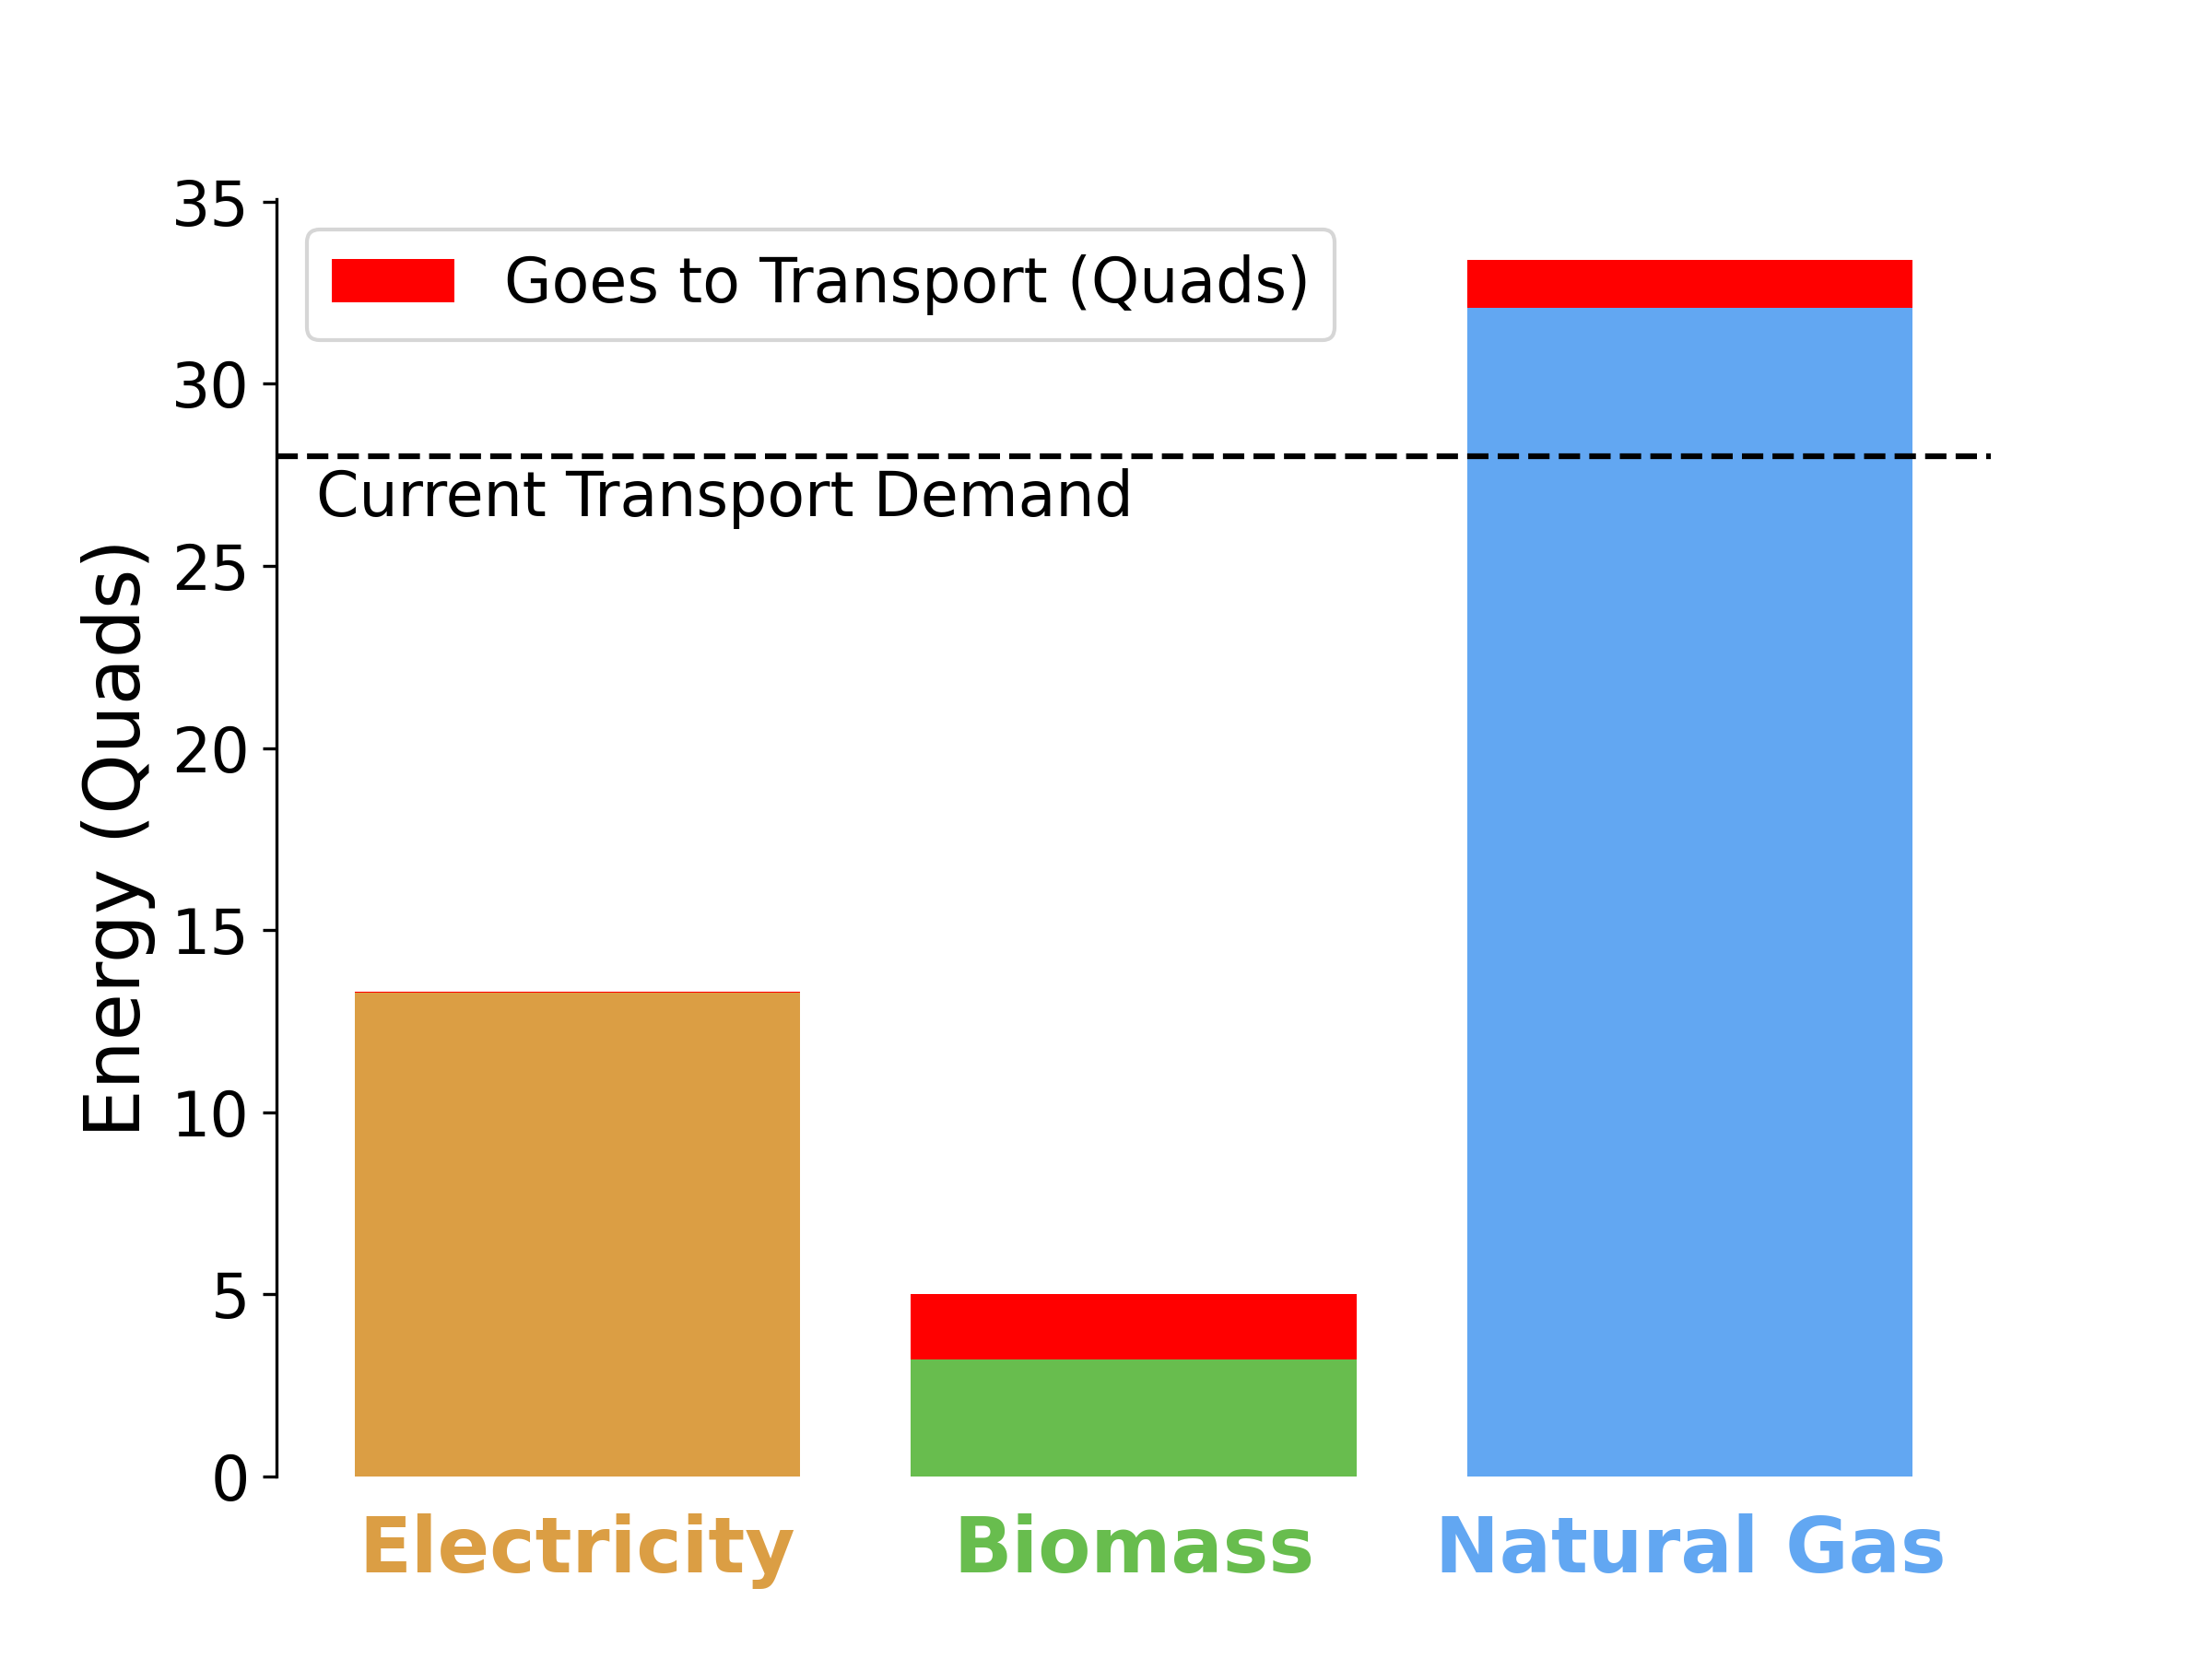 35
Goes to Transport (Quads)
30
Current Transport Demand
25
Energy (Quads)
20
15
10
5
0
Electricity Biomass Natural Gas